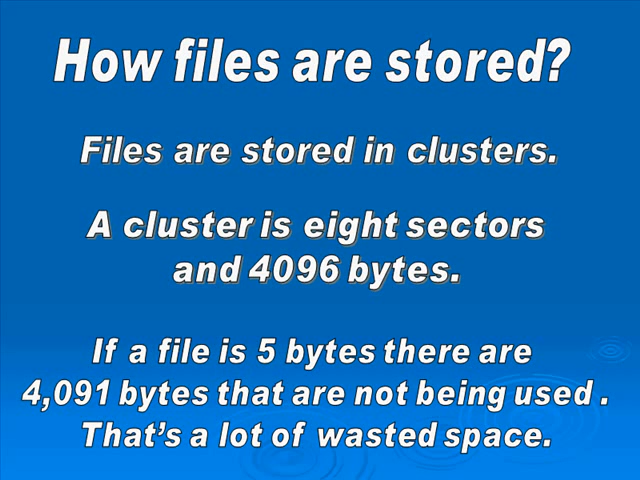 How files are stored?
Files are stored in clusters.
A cluster is eight sectors
and 4096 bytes.
If a file is 5 bytes there are
4,091 bytes that are not being used .
That's a lot of wasted space.